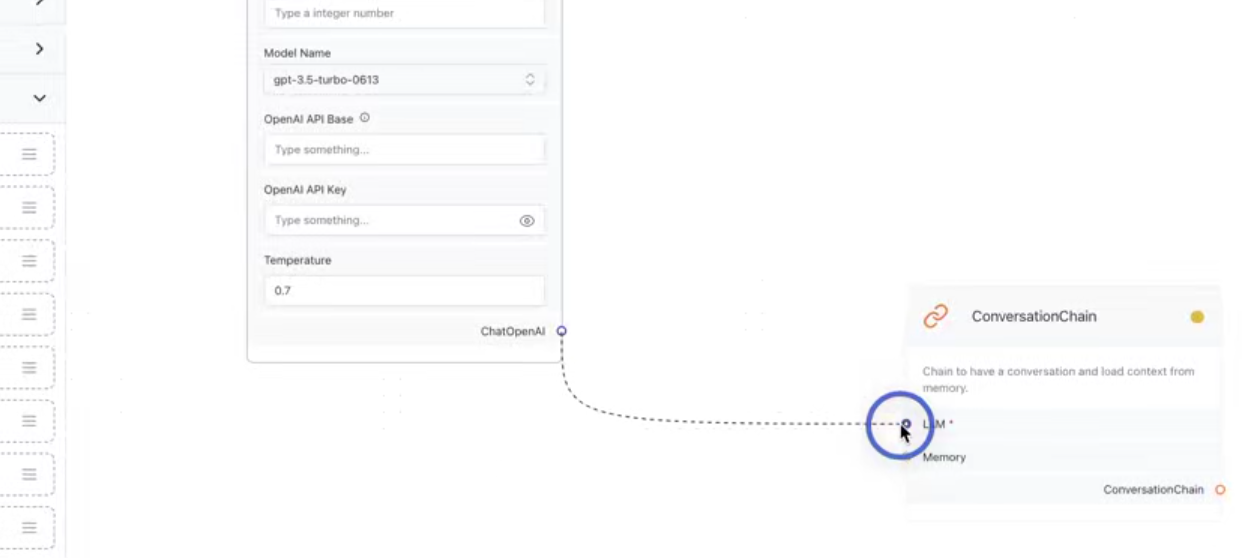 Type a integer number
Model Name
gpt-3.5-turbo-0613
OpenAI API Base
Type something...
OpenAI API Key
Type something...
Temperature
0.7
ChatOpenAI
ConversationChain
Chain to have a conversation and load context from
memory.
LLM *
Memory
ConversationChain